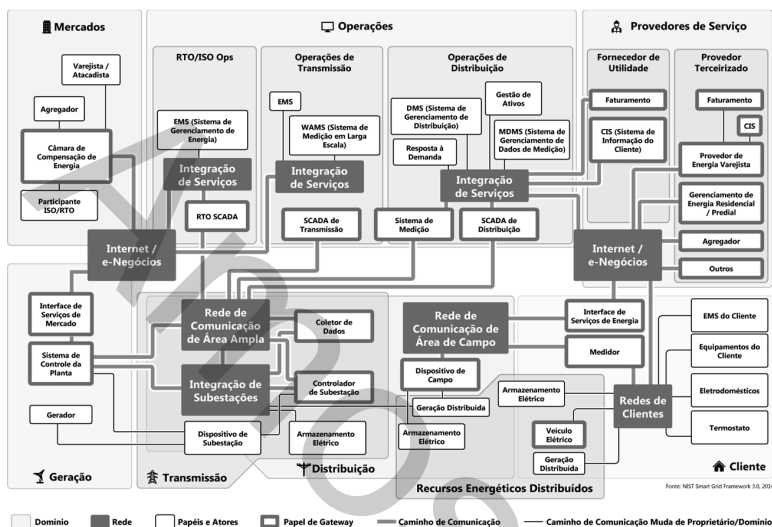 Mercados
Operações
Provedores de Serviço
Varejista /
Atacadista
Agregador
Câmara de
Compensação de
Energia
Participante
ISO/RTO
RTO/ISO Ops
EMS (Sistema de
Gerenciamento de
Energia)
Integração
de Serviços
RTO SCADA
Operações de
Transmissão
EMS
WAMS (Sistema
de Medição em Larga
Escala)
Integração
de Serviços
SCADA de
Transmissão
Operações de
Distribuição
Gestão de
Ativos
DMS (Sistema de
Gerenciamento de
Distribuição)
Resposta à
Demanda
MDMS (Sistema de
Gerenciamento de
Dados de Medição)
Integração
de Serviços
Sistema de
Medição
SCADA de
Distribuição
Fornecedor de
Utilidade
Faturamento
CIS (Sistema de
Informação do
Cliente)
Provedor
Terceirizado
Faturamento
CIS
Provedor de
Energia Varejista
Gerenciamento de
Energia Residencial
/ Predial
Agregador
Outros
Internet /
e-Negócios
Internet /
e-Negócios
Interface de
Serviços de
Mercado
Sistema de
Controle da
Planta
Gerador
Geração
Rede de
Comunicação
de Área Ampla
Coletor de
Dados
Integração de
Subestações
Controlador
de Subestação
Dispositivo de
Subestação
Armazenamento
Elétrico
Transmissão
Distribuição
Rede de
Comunicação de
Área de Campo
Dispositivo de
Campo
Geração Distribuída
Armazenamento
Elétrico
Interface de
Serviços de Energia
Medidor
Armazenamento
Elétrico
Veículo
Elétrico
Geração
Distribuída
Recursos Energéticos Distribuídos
Redes de
Clientes
EMS do Cliente
Equipamentos do
Cliente
Eletrodomésticos
Termostato
Cliente
Fonte: NIST Smart Grid Framework 3.0, 2014
Domínio
Rede
Papéis e Atores
Papel de Gateway
Caminho de Comunicação
Caminho de Comunicação Muda de Proprietário/Domínio